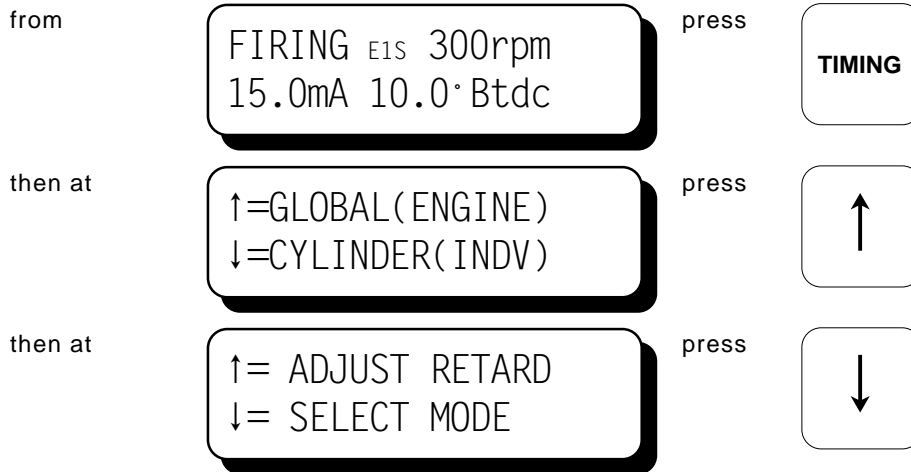 from
FIRING E1S 300rpm
15.0mA 10.0°Btdc
press
TIMING
then at
↑=GLOBAL(ENGINE)
↓=CYLINDER(INDV)
press
↑
then at
↑= ADJUST RETARD
↓= SELECT MODE
press
↓